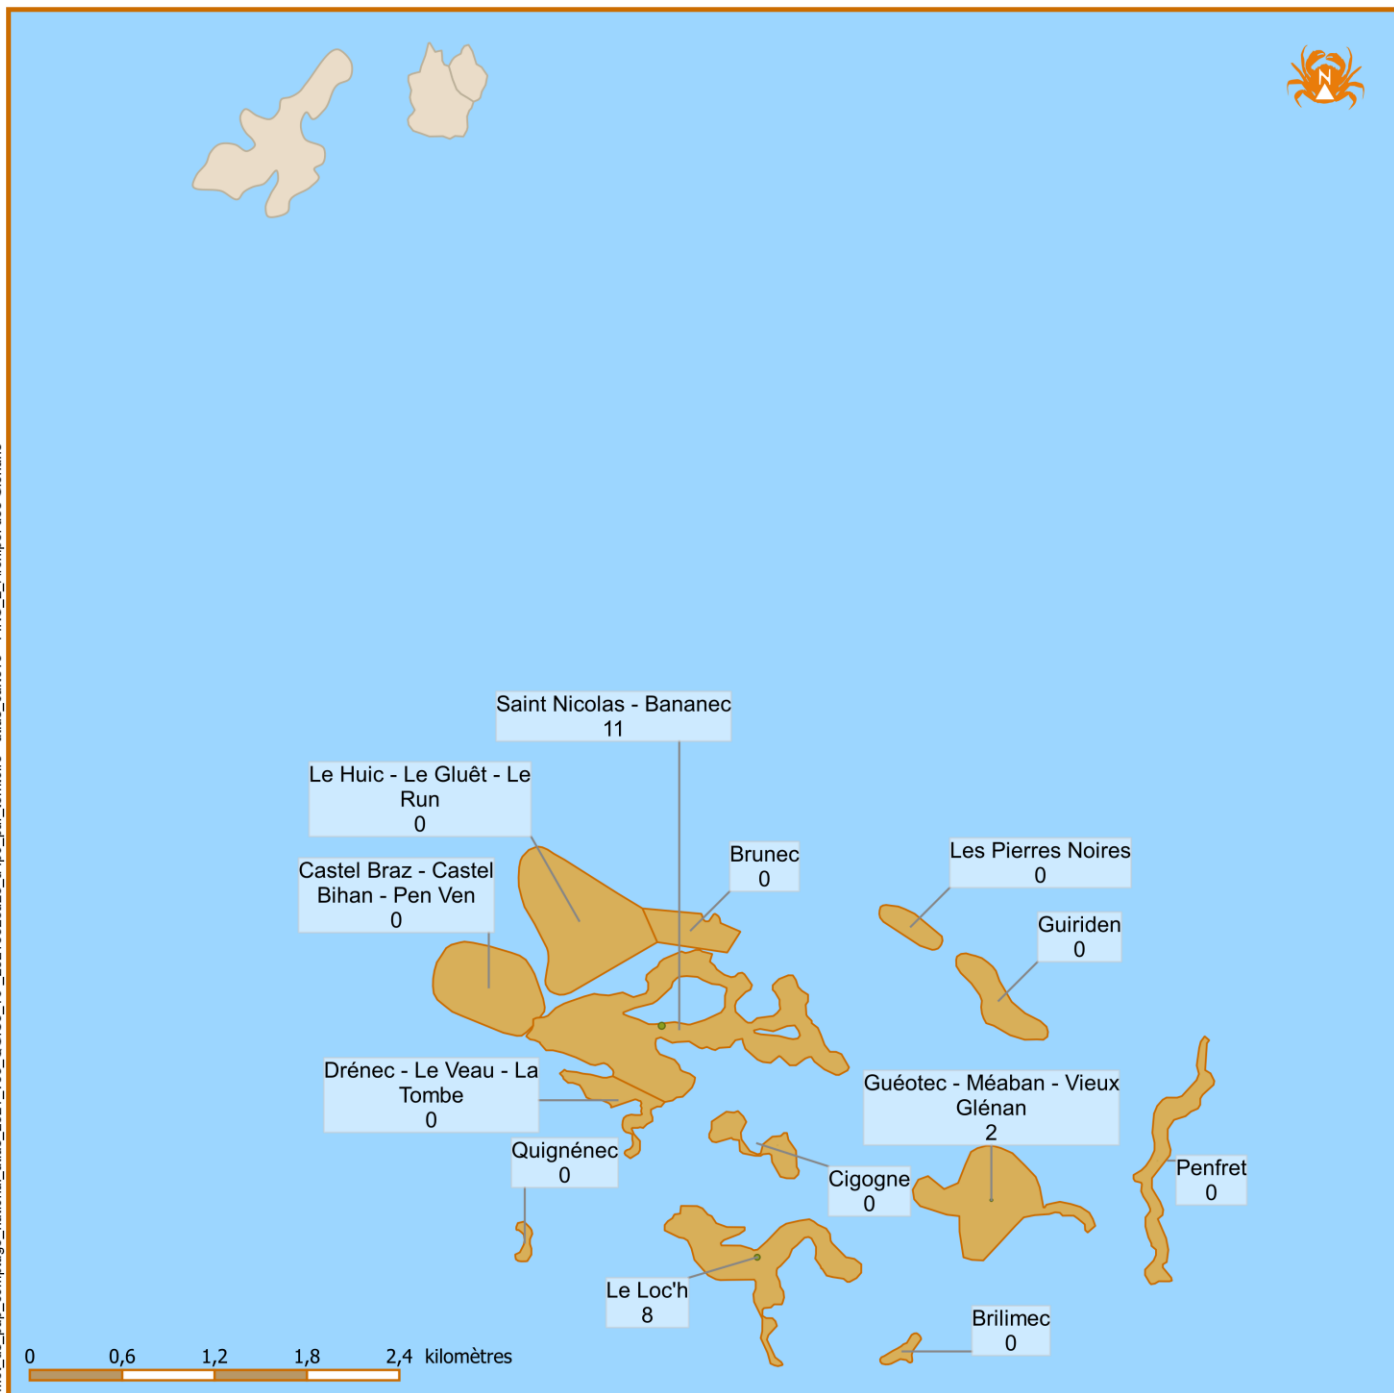 N
Saint Nicolas - Bananec
11
Le Huic - Le Gluêt - Le
Run
0
Brunec
0
Les Pierres Noires
0
Castel Braz - Castel
Bihan - Pen Ven
0
Guiriden
0
Drénec - Le Veau - La
Tombe
0
Guéotec - Méaban - Vieux
Glénan
2
Quignénec
0
Cigogne
0
Penfret
0
Le Loc'h
8
Brilimec
0
0 0,6 1,2 1,8 2,4 kilomètres